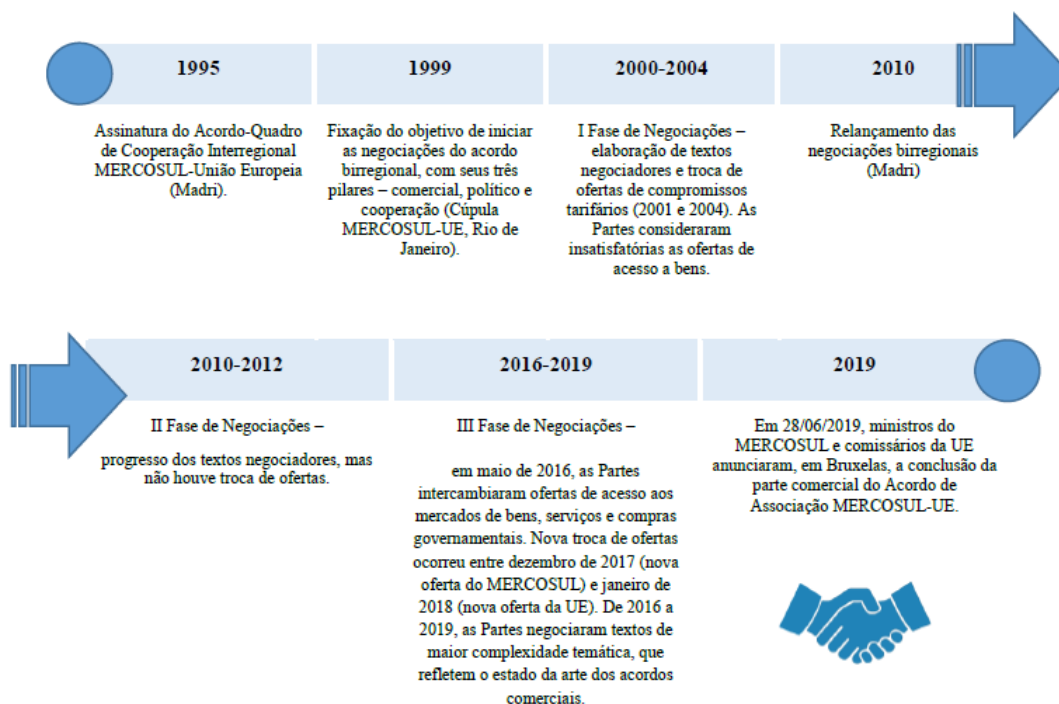 1995
1999
2000-2004
2010
Assinatura do Acordo-Quadro
de Cooperação Interregional
MERCOSUL-União Europeia
(Madri).
Fixação do objetivo de iniciar
as negociações do acordo
birregional, com seus três
pilares – comercial, político e
cooperação (Cúpula
MERCOSUL-UE, Rio de
Janeiro).
I Fase de Negociações –
elaboração de textos
negociadores e troca de
ofertas de compromissos
tarifários (2001 e 2004). As
Partes consideraram
insatisfatórias as ofertas de
acesso a bens.
Relançamento das
negociações birregionais
(Madri)
2010-2012
2016-2019
2019
II Fase de Negociações –
progresso dos textos negociadores, mas
não houve troca de ofertas.
III Fase de Negociações –
em maio de 2016, as Partes
intercambiaram ofertas de acesso aos
mercados de bens, serviços e compras
governamentais. Nova troca de ofertas
ocorreu entre dezembro de 2017 (nova
oferta do MERCOSUL) e janeiro de
2018 (nova oferta da UE). De 2016 a
2019, as Partes negociaram textos de
maior complexidade temática, que
refletem o estado da arte dos acordos
comerciais.
Em 28/06/2019, ministros do
MERCOSUL e comissários da UE
anunciaram, em Bruxelas, a conclusão da
parte comercial do Acordo de
Associação MERCOSUL-UE.